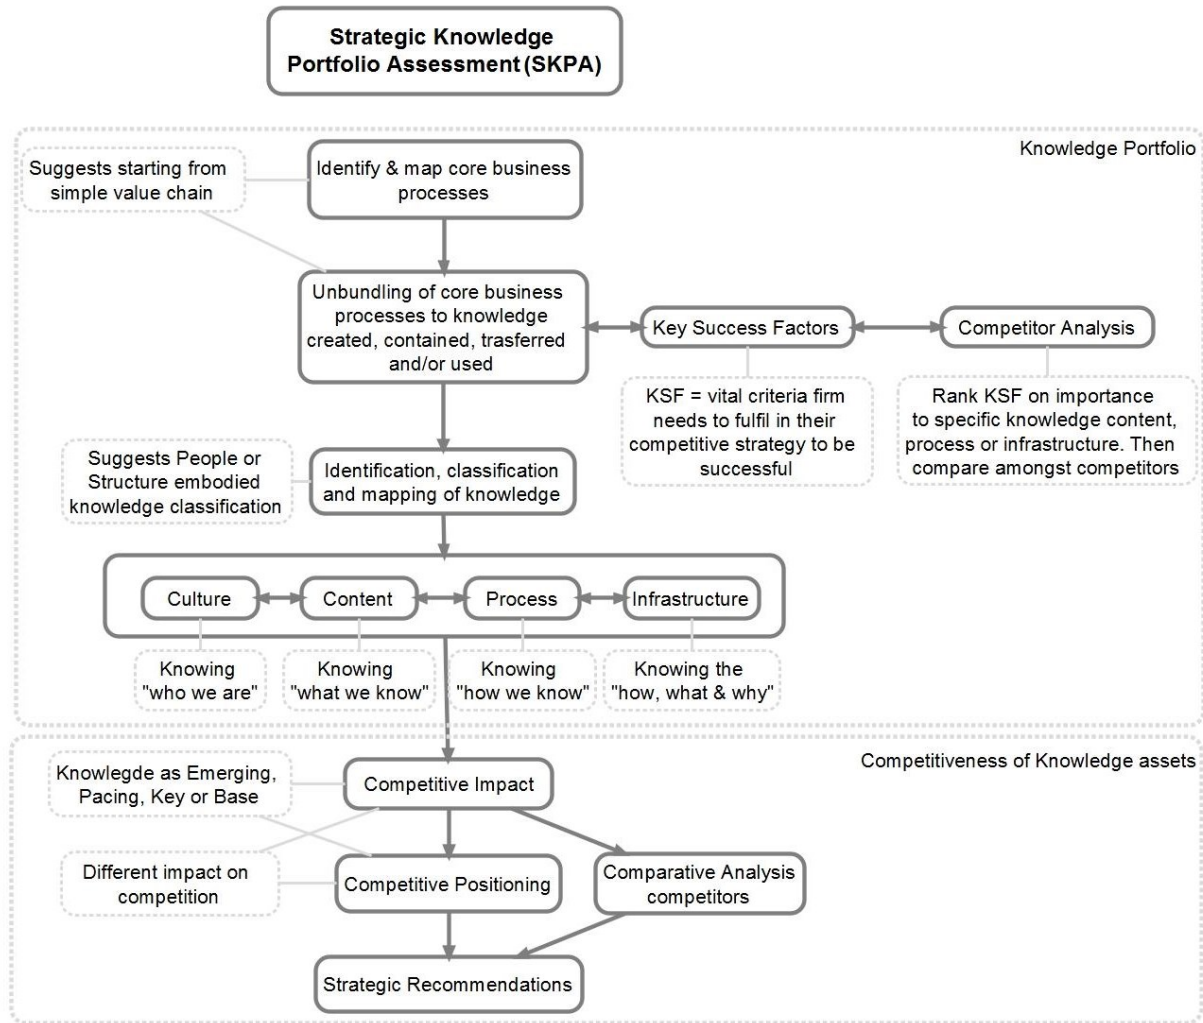 Strategic Knowledge
Portfolio Assessment (SKPA)
Knowledge Portfolio
Suggests starting from
simple value chain
Identify & map core business
processes
Unbundling of core business
processes to knowledge
created, contained, trasferred
and/or used
Key Success Factors
Competitor Analysis
KSF = vital criteria firm
needs to fulfil in their
competitive strategy to be
successful
Rank KSF on importance
to specific knowledge content,
process or infrastructure. Then
compare amongst competitors
Suggests People or
Structure embodied
knowledge classification
Identification, classification
and mapping of knowledge
Culture
Content
Process
Infrastructure
Knowing
"who we are"
Knowing
"what we know"
Knowing
"how we know"
Knowing the
"how, what & why"
Competitiveness of Knowledge assets
Knowlegde as Emerging,
Pacing, Key or Base
Competitive Impact
Different impact on
competition
Competitive Positioning
Comparative Analysis
competitors
Strategic Recommendations